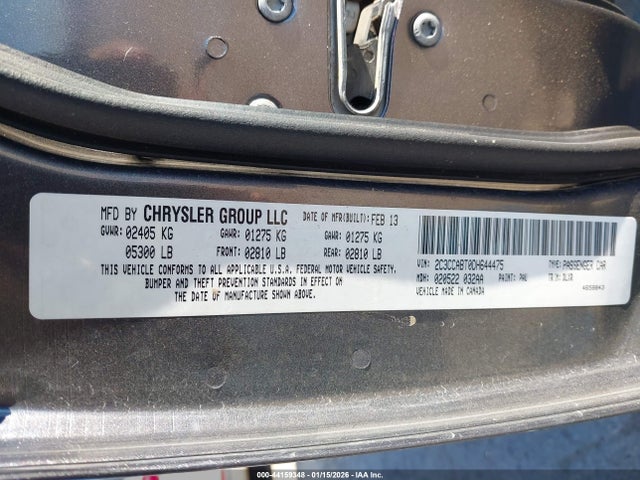 MFD BY CHRYSLER GROUP LLC DATE OF MFR(BUILT): FEB 13
GVWR: 02405 KG GAWR: 01275 KG GAWR: 01275 KG
05300 LB FRONT: 02810 LB REAR: 02810 LB
THIS VEHICLE CONFORMS TO ALL APPLICABLE U.S.A. FEDERAL MOTOR VEHICLE SAFETY,
BUMPER AND THEFT PREVENTION STANDARDS IN EFFECT ON
THE DATE OF MANUFACTURE SHOWN ABOVE.
VIN: 2C3CCABT0DH644475 TYPE: PASSENGER CAR
MDH: 020522 032AA PAINT: PAU TRIM: DLX9
VEHICLE MADE IN CANADA
000-44159348 - 01/15/2026 - IAA Inc.